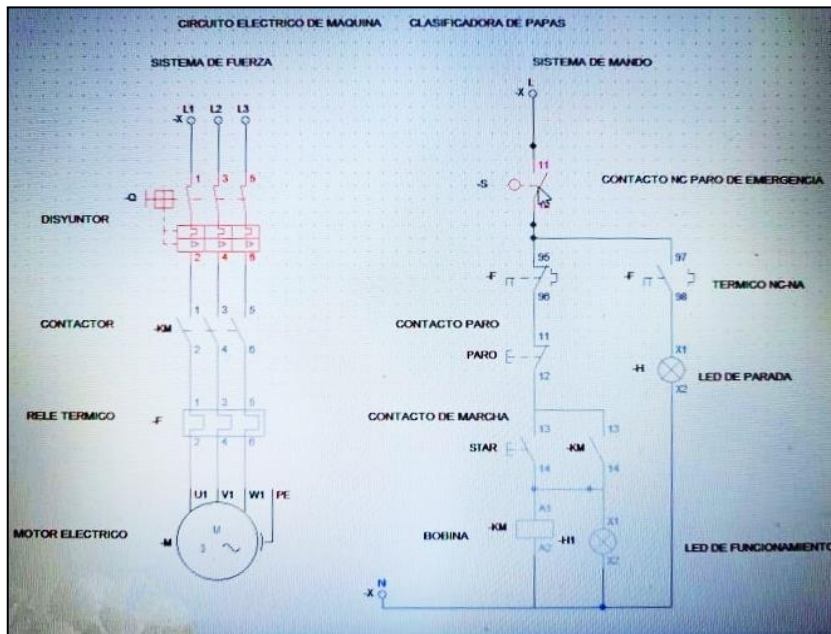 CIRCUITO ELECTRICO DE MAQUINA CLASIFICADORA DE PAPAS
SISTEMA DE FUERZA
L1 L2 L3
-X
1 3 5
-Q
DISYUNTOR
2 4 6
1 3 5
CONTACTOR -KM
2 4 6
1 3 5
RELE TERMICO -F
2 4 6
U1 V1 W1 PE
MOTOR ELECTRICO -M
M
3
SISTEMA DE MANDO
L
-X
11
-S
CONTACTO NC PARO DE EMERGENCIA
95 97
-F -F
TERMICO NC-NA
96 98
CONTACTO PARO
11
PARO
12
X1
-H
LED DE PARADA
X2
CONTACTO DE MARCHA
13 13
STAR -KM
14 14
A1 X1
BOBINA -KM -H1
A2 X2
LED DE FUNCIONAMIENTO
N
-X